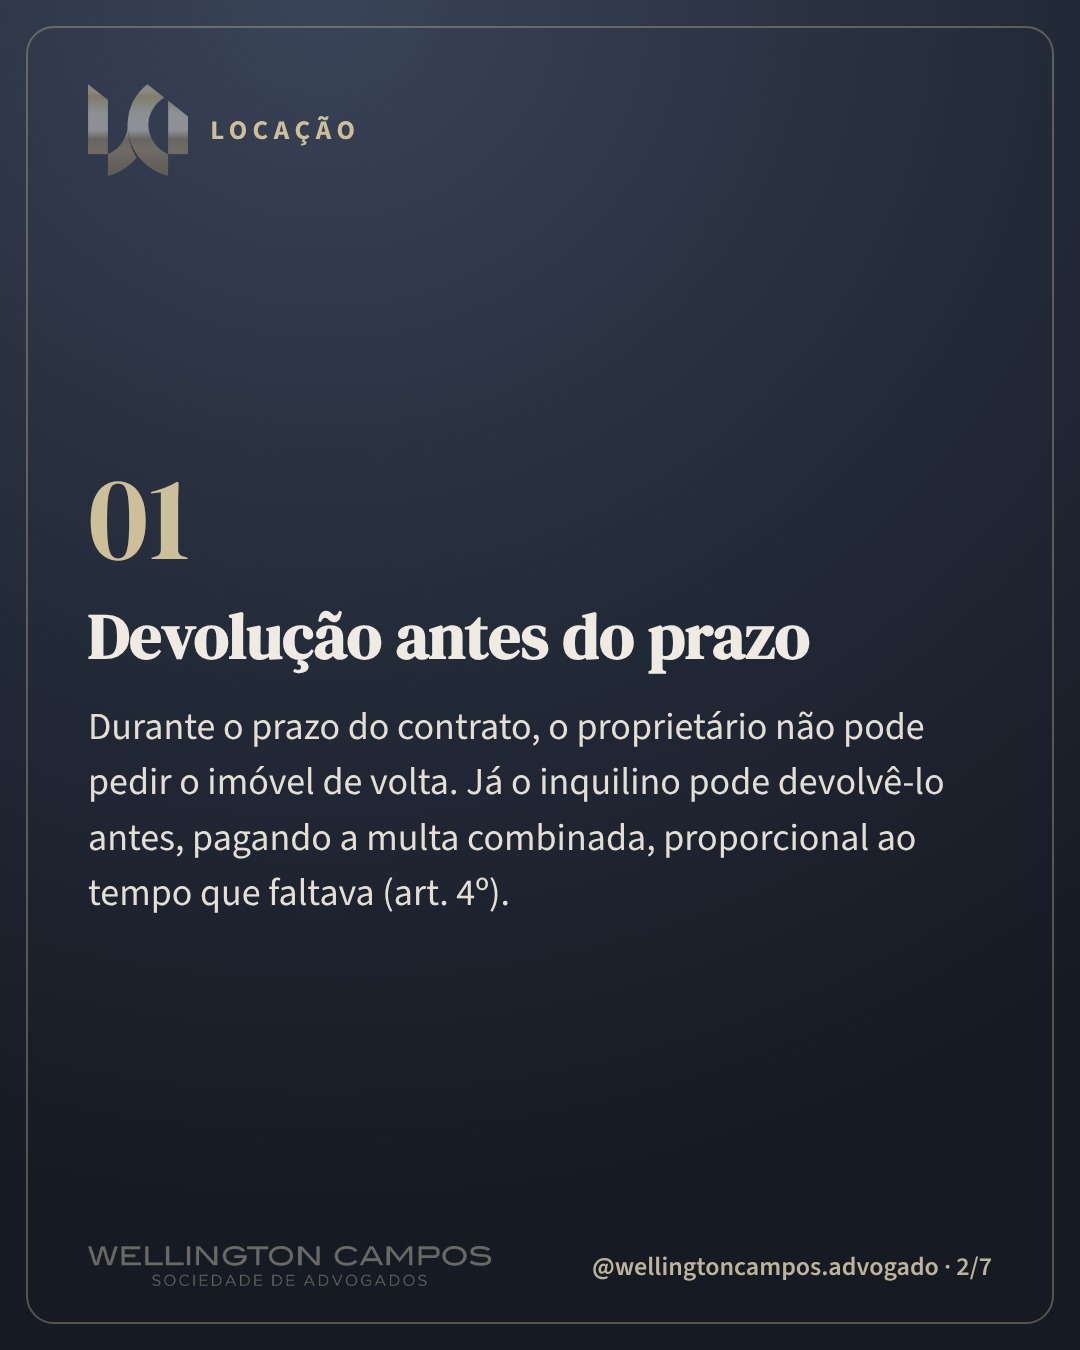 LOCAÇÃO
01
Devolução antes do prazo
Durante o prazo do contrato, o proprietário não pode
pedir o imóvel de volta. Já o inquilino pode devolvê-lo
antes, pagando a multa combinada, proporcional ao
tempo que faltava (art. 4º).
WELLINGTON CAMPOS
SOCIEDADE DE ADVOGADOS
@wellingtoncampos.advogado · 2/7